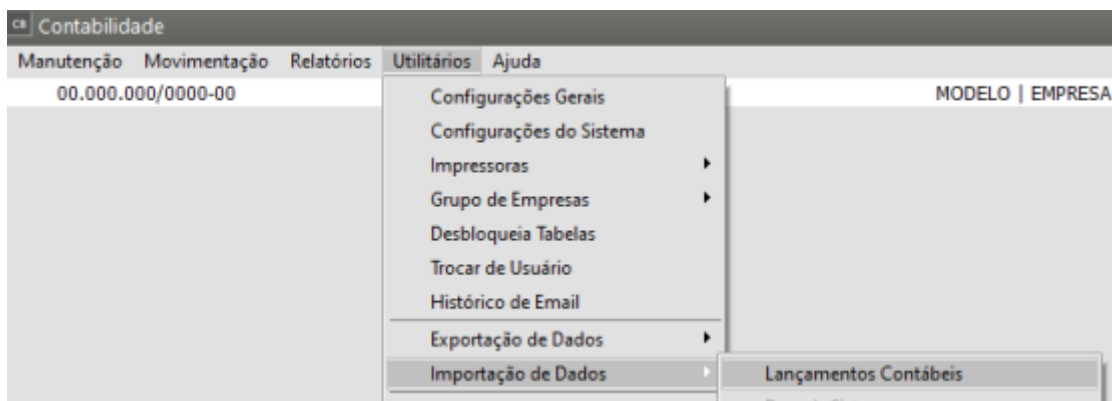 CB Contabilidade
Manutenção Movimentação Relatórios Utilitários Ajuda
00.000.000/0000-00 MODELO | EMPRESA
Configurações Gerais
Configurações do Sistema
Impressoras
Grupo de Empresas
Desbloqueia Tabelas
Trocar de Usuário
Histórico de Email
Exportação de Dados
Importação de Dados Lançamentos Contábeis